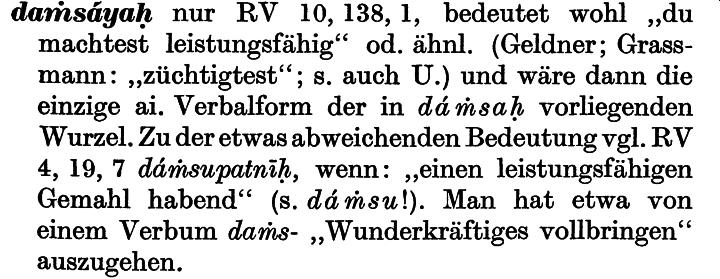 daṁsáyaḥ nur RV 10, 138, 1, bedeutet wohl „du
machtest leistungsfähig“ od. ähnl. (Geldner; Grass-
mann: „züchtigtest“; s. auch U.) und wäre dann die
einzige ai. Verbalform der in dáṁsaḥ vorliegenden
Wurzel. Zu der etwas abweichenden Bedeutung vgl. RV
4, 19, 7 dáṁsupatnīḥ, wenn: „einen leistungsfähigen
Gemahl habend“ (s. dáṁsu!). Man hat etwa von
einem Verbum daṁs- „Wunderkräftiges vollbringen“
auszugehen.